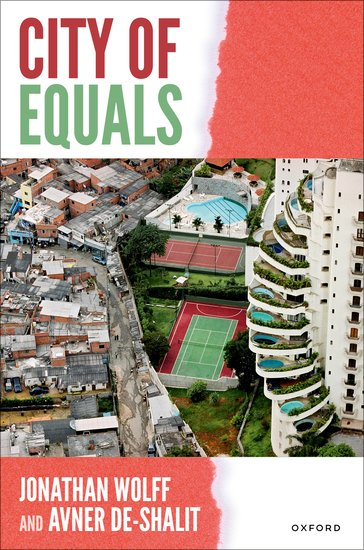 CITY OF
EQUALS
JONATHAN WOLFF
AND AVNER DE-SHALIT
OXFORD